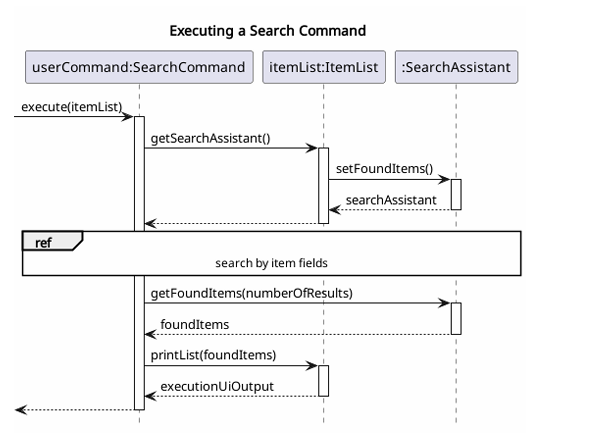 Executing a Search Command
userCommand:SearchCommand
itemList:ItemList
:SearchAssistant
execute(itemList)
getSearchAssistant()
setFoundItems()
searchAssistant
ref
search by item fields
getFoundItems(numberOfResults)
foundItems
printList(foundItems)
executionUiOutput